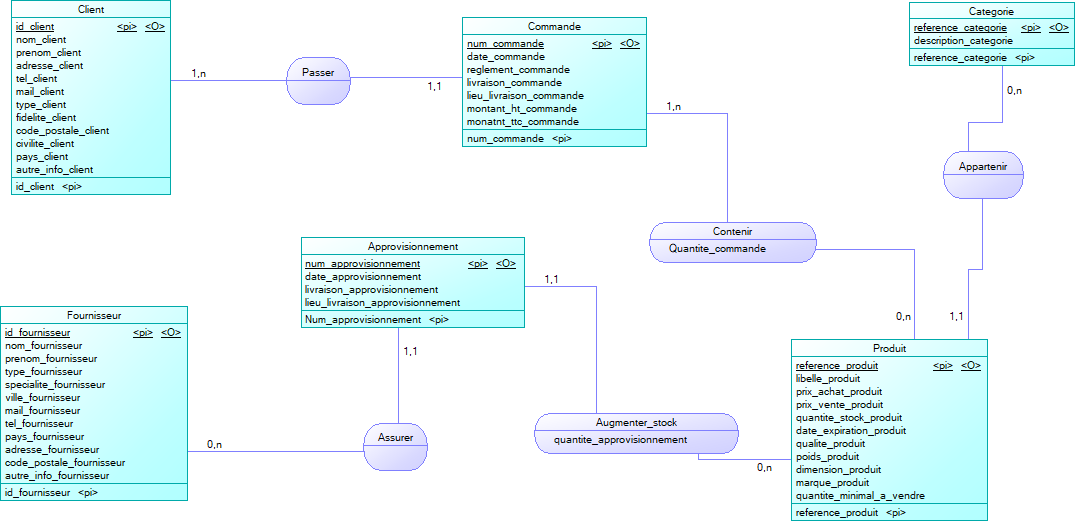 Client
id_client <pi> <O>
nom_client
prenom_client
adresse_client
tel_client
mail_client
type_client
fidelite_client
code_postale_client
civilite_client
pays_client
autre_info_client
id_client <pi>
1,n
Passer
1,1
Commande
num_commande <pi> <O>
date_commande
reglement_commande
livraison_commande
lieu_livraison_commande
montant_ht_commande
monatnt_ttc_commande
num_commande <pi>
1,n
Categorie
reference_categorie <pi> <O>
description_categorie
reference_categorie <pi>
0,n
Appartenir
1,1
Contenir
Quantite_commande
0,n
Approvisionnement
num_approvisionnement <pi> <O>
date_approvisionnement
livraison_approvisionnement
lieu_livraison_approvisionnement
Num_approvisionnement <pi>
1,1
1,1
Fournisseur
id_fournisseur <pi> <O>
nom_fournisseur
prenom_fournisseur
type_fournisseur
specialite_fournisseur
ville_fournisseur
mail_fournisseur
tel_fournisseur
pays_fournisseur
adresse_fournisseur
code_postale_fournisseur
autre_info_fournisseur
id_fournisseur <pi>
0,n
Assurer
Augmenter_stock
quantite_approvisionnement
0,n
Produit
reference_produit <pi> <O>
libelle_produit
prix_achat_produit
prix_vente_produit
quantite_stock_produit
date_expiration_produit
qualite_produit
poids_produit
dimension_produit
marque_produit
quantite_minimal_a_vendre
reference_produit <pi>